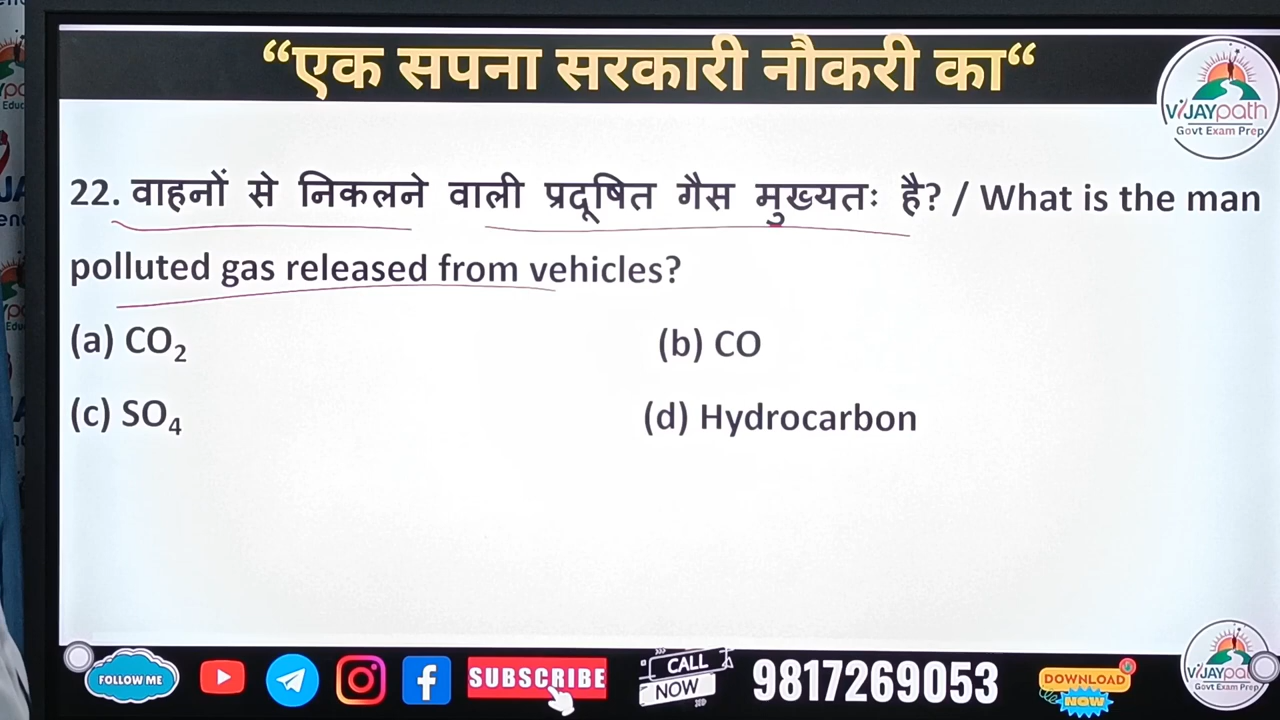 “एक सपना सरकारी नौकरी का“
ViJAYpath
Govt Exam Prep
22. वाहनों से निकलने वाली प्रदूषित गैस मुख्यतः है? / What is the man
polluted gas released from vehicles?
(a) CO₂ (b) CO
(c) SO₄ (d) Hydrocarbon
FOLLOW ME
SUBSCRIBE
CALL
NOW
9817269053
DOWNLOAD
NOW
ViJAYpath
Govt Exam Prep